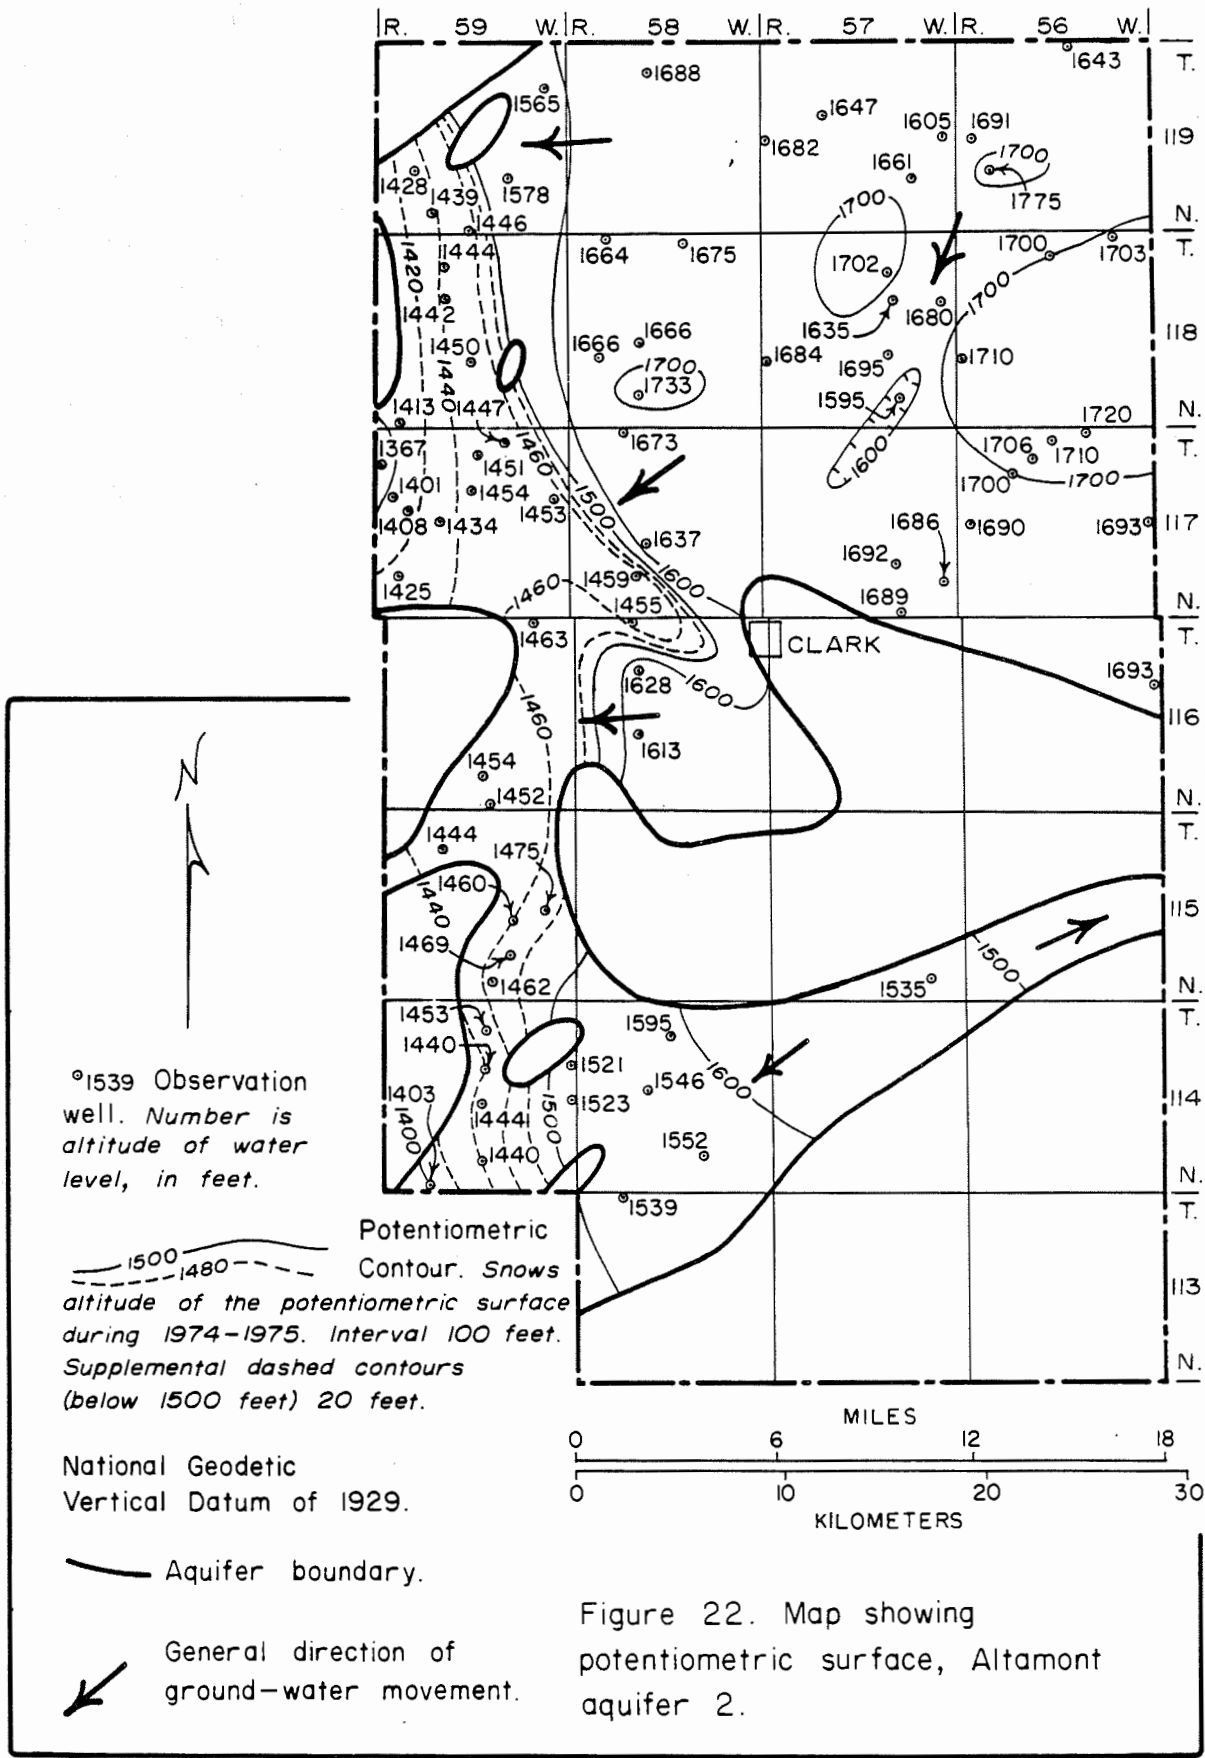 R. 59 W. R. 58 W. R. 57 W. R. 56 W.
T.
1643
1688
1565
1647
1605 1691
119
1682
1661
1700
1428
1578
1775
1439
1700
N.
1446
T.
1444
1664
1675
1700
1703
1420
1702
1700
1442
1635
1680
118
1666
1450
1666
1684
1710
1700
1695
1733
1440
1595
1413
1447
1720
N.
1673
T.
1367
1460
1451
1600
1706
1710
1401
1454
1500
1700
1700
1453
1408
1434
1686
1690
1693
117
1637
1692
1459
1600
1425
1460
1455
1689
N.
1463
T.
CLARK
1693
1628
1600
1460
116
1613
1454
1452
N.
T.
1444
1475
1460
1440
115
1469
1500
1535
1462
N.
1453
T.
1595
1440
1521
1546
1600
1403
1523
1500
114
1444
1400
1552
1440
N.
1539
T.
113
N.
N
1539 Observation
well. Number is
altitude of water
level, in feet.
1500
1480
Potentiometric
Contour. Snows
altitude of the potentiometric surface
during 1974-1975. Interval 100 feet.
Supplemental dashed contours
(below 1500 feet) 20 feet.
National Geodetic
Vertical Datum of 1929.
Aquifer boundary.
General direction of
ground-water movement.
MILES
0 6 12 18
0 10 20 30
KILOMETERS
Figure 22. Map showing
potentiometric surface, Altamont
aquifer 2.